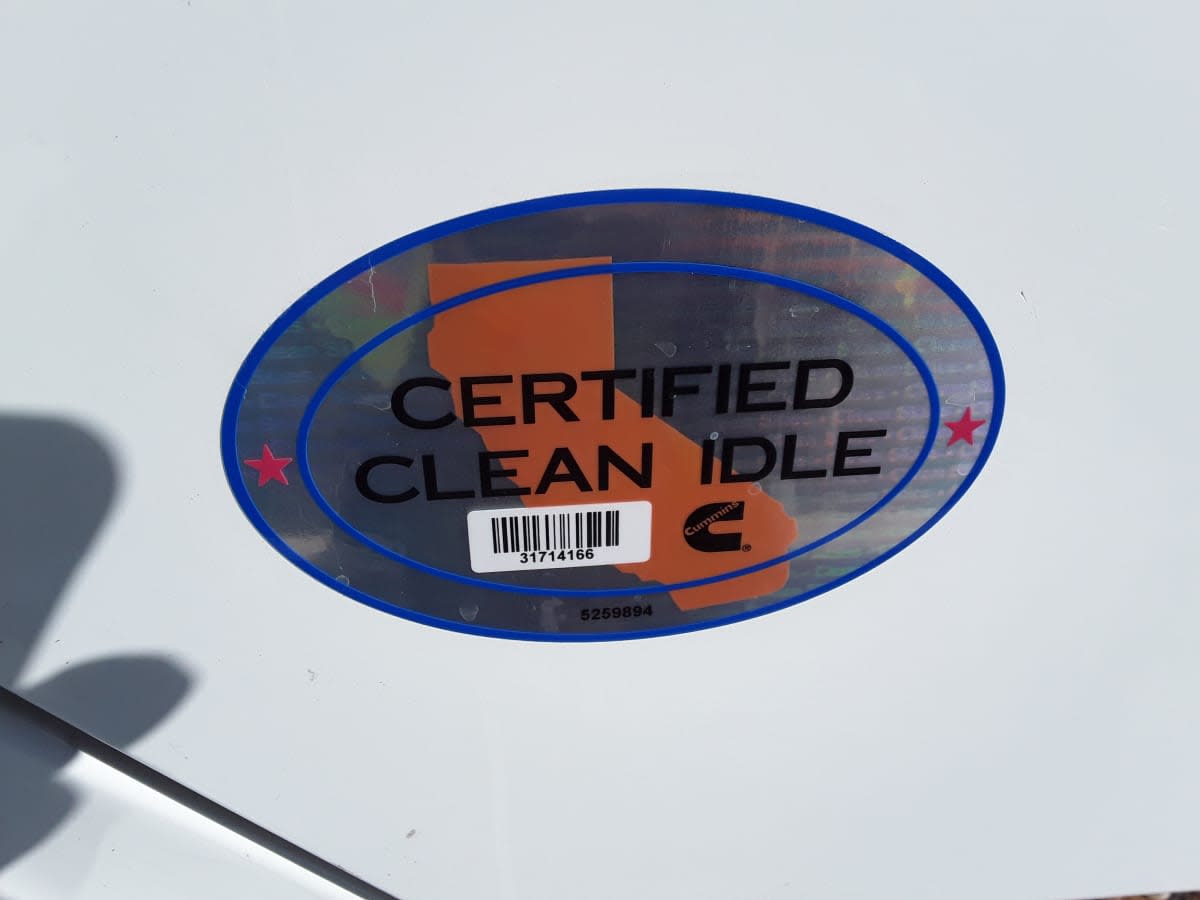 CERTIFIED
CLEAN IDLE
Cummins
®
31714166
5259894